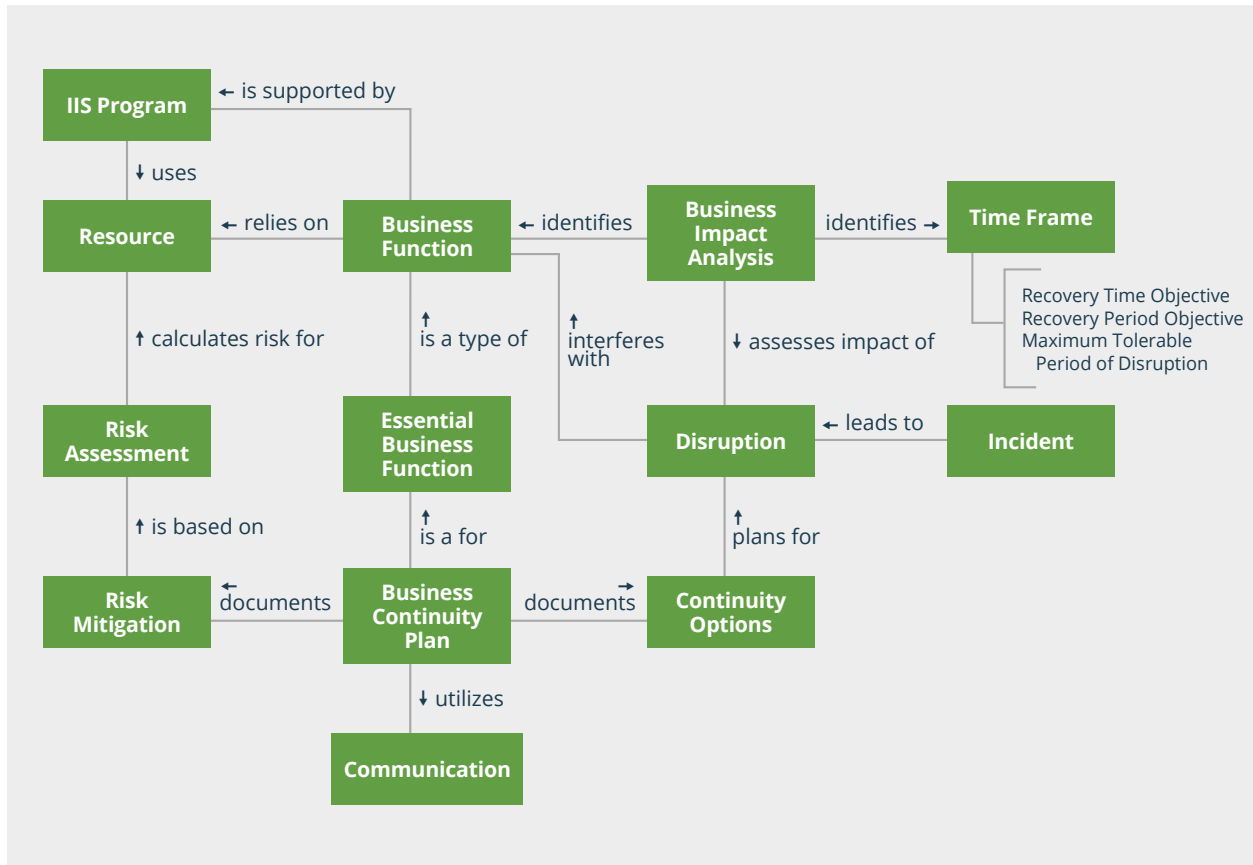 ← is supported by
IIS Program
↓ uses
Resource
← relies on
Business
Function
← identifies
Business
Impact
Analysis
identifies →
Time Frame
Recovery Time Objective
Recovery Period Objective
Maximum Tolerable
Period of Disruption
↑ calculates risk for
↑
is a type of
↑
interferes
with
↓ assesses impact of
Risk
Assessment
Essential
Business
Function
Disruption
← leads to
Incident
↑ is based on
↑
is a for
↑
plans for
Risk
Mitigation
←
documents
Business
Continuity
Plan
→
documents
Continuity
Options
↓ utilizes
Communication